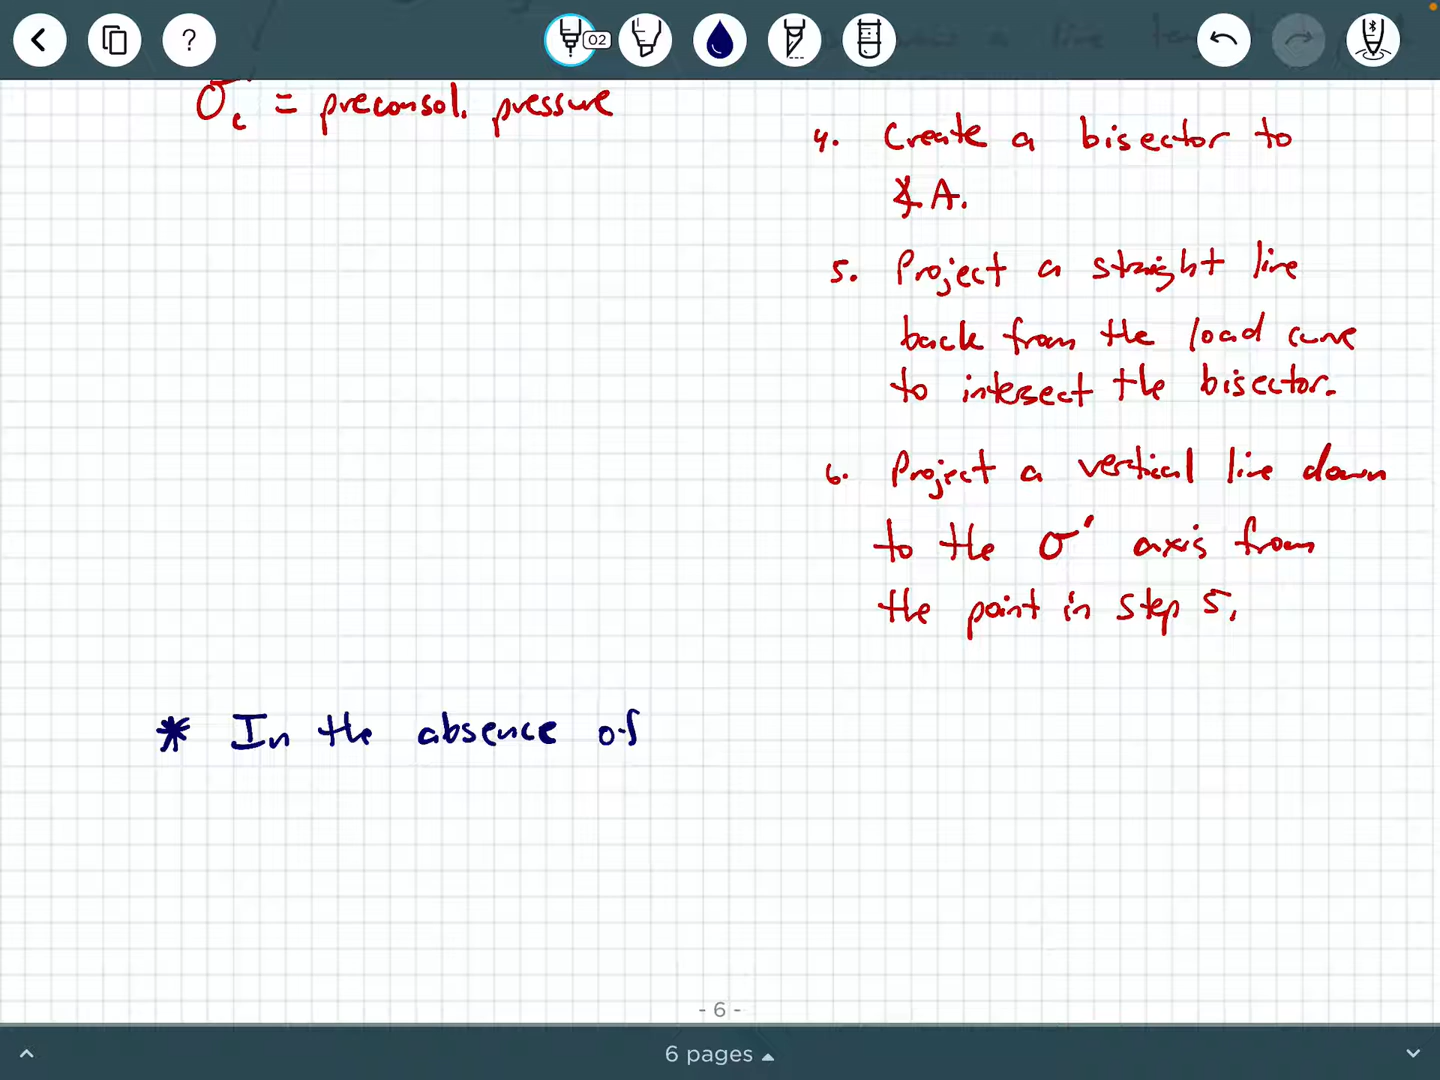 02
σ'c = preconsol. pressure
4. Create a bisector to
∡A.
5. Project a straight line
back from the load curve
to intersect the bisector.
6. Project a vertical line down
to the σ' axis from
the point in step 5.
* In the absence of
- 6 -
6 pages